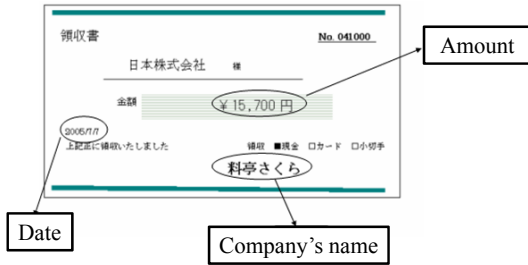 領収書
No. 041000
Amount
日本株式会社 様
金額 ¥15,700円
2005/7/7
上記正に領収いたしました
領収 ■現金 □カード □小切手
料亭さくら
Date
Company's name